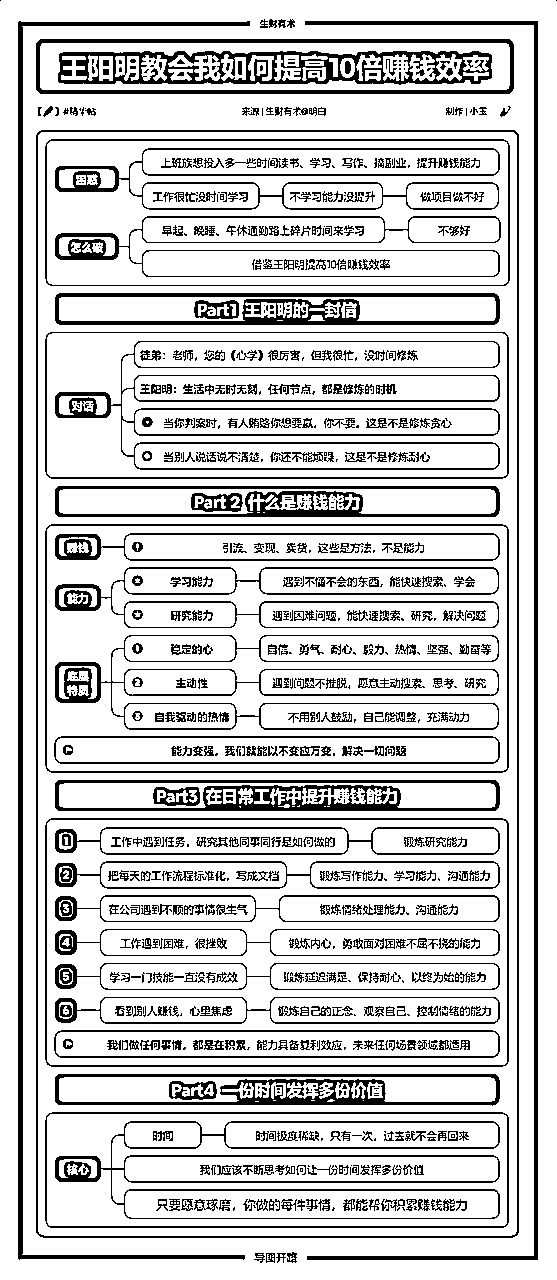 生财有术
王阳明教会我如何提高10倍赚钱效率
#精华帖 来源|生财有术@明白 制作|小玉
困惑
上班族想投入多一些时间读书、学习、写作、搞副业，提升赚钱能力
工作很忙没时间学习 不学习能力没提升 做项目做不好
怎么破
早起、晚睡、午休通勤路上碎片时间来学习 不够好
借鉴王阳明提高10倍赚钱效率
Part1 王阳明的一封信
对话
徒弟：老师，您的《心学》很厉害，但我很忙，没时间修炼
王阳明：生活中无时无刻，任何节点，都是修炼的时机
当你判案时，有人贿赂你想要赢，你不要。这是不是修炼贪心
当别人说话说不清楚，你还不能烦躁，这是不是修炼耐心
Part 2 什么是赚钱能力
赚钱 引流、变现、卖货，这些是方法，不是能力
能力
学习能力 遇到不懂不会的东西，能快速搜索、学会
研究能力 遇到困难问题，能快速搜索、研究，解决问题
底层
特质
1 稳定的心 自信、勇气、耐心、毅力、热情、坚强、勤奋等
2 主动性 遇到问题不推脱，愿意主动搜索、思考、研究
3 自我驱动的热情 不用别人鼓励，自己能调整，充满动力
能力变强，我们就能以不变应万变，解决一切问题
Part3 在日常工作中提升赚钱能力
1 工作中遇到任务，研究其他同事同行是如何做的 锻炼研究能力
2 把每天的工作流程标准化，写成文档 锻炼写作能力、学习能力、沟通能力
3 在公司遇到不顺的事情很生气 锻炼情绪处理能力、沟通能力
4 工作遇到困难，很挫败 锻炼内心，勇敢面对困难不屈不挠的能力
5 学习一门技能一直没有成效 锻炼延迟满足、保持耐心、以终为始的能力
6 看到别人赚钱，心里焦虑 锻炼自己的正念、观察自己、控制情绪的能力
我们做任何事情，都是在积累，能力具备复利效应，未来任何场景领域都适用
Part4 一份时间发挥多份价值
核心
时间 时间极度稀缺，只有一次，过去就不会再回来
我们应该不断思考如何让一份时间发挥多份价值
只要愿意琢磨，你做的每件事情，都能帮你积累赚钱能力
导图开路